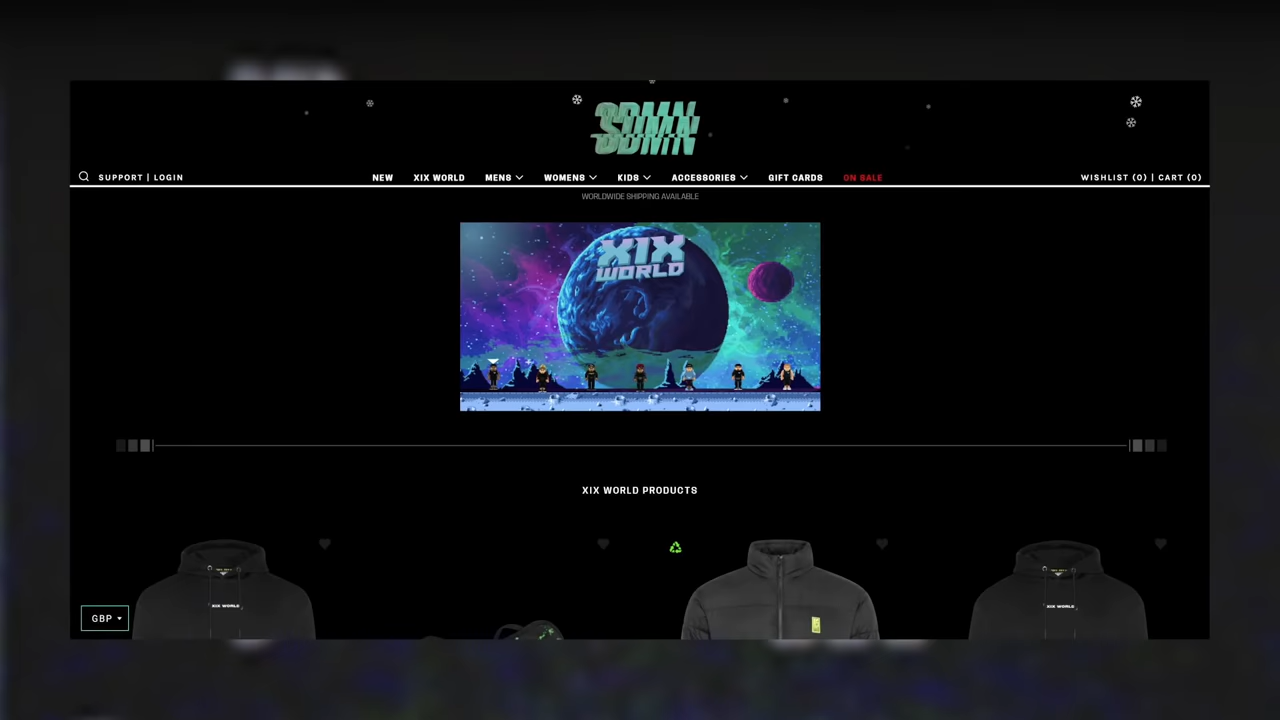 SDMN
SUPPORT | LOGIN
NEW
XIX WORLD
MENS
WOMENS
KIDS
ACCESSORIES
GIFT CARDS
ON SALE
WISHLIST (0) | CART (0)
WORLDWIDE SHIPPING AVAILABLE
XIX
WORLD
XIX WORLD PRODUCTS
XIX WORLD
XIX WORLD
GBP